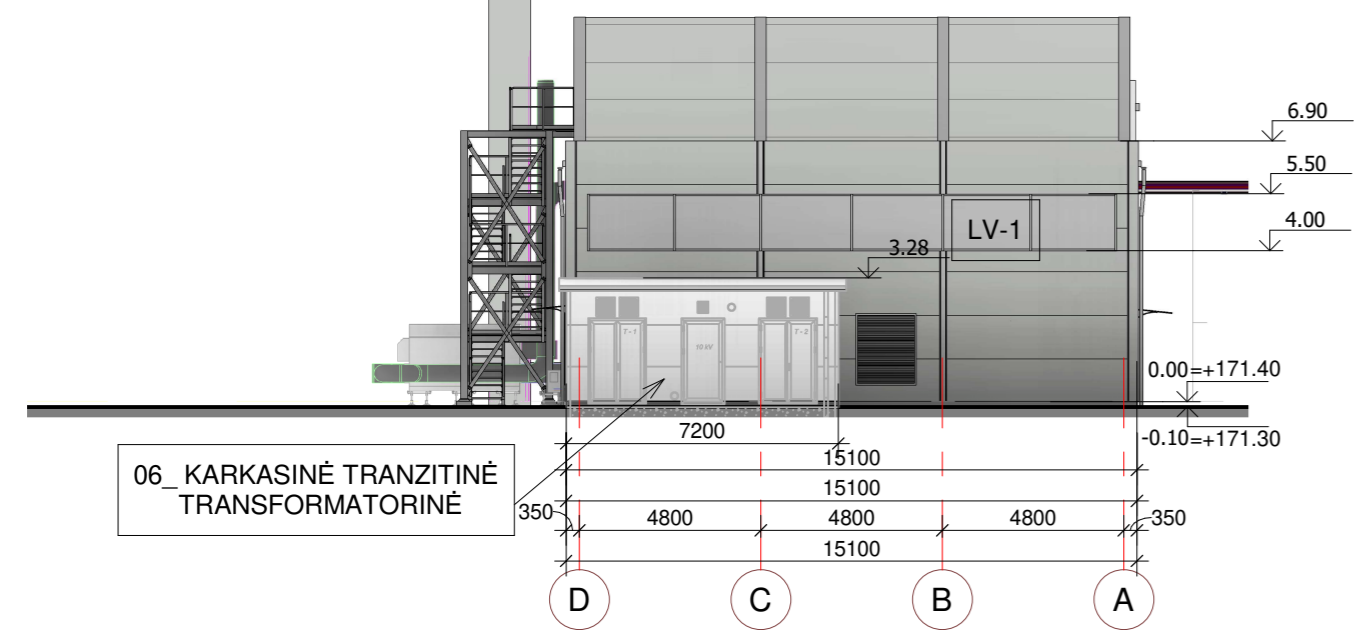 6.90
5.50
4.00
LV-1
3.28
T-1
10 kV
T-2
0.00=+171.40
-0.10=+171.30
7200
15100
15100
06_ KARKASINĖ TRANZITINĖ
TRANSFORMATORINĖ
350
4800
4800
4800
350
15100
D
C
B
A